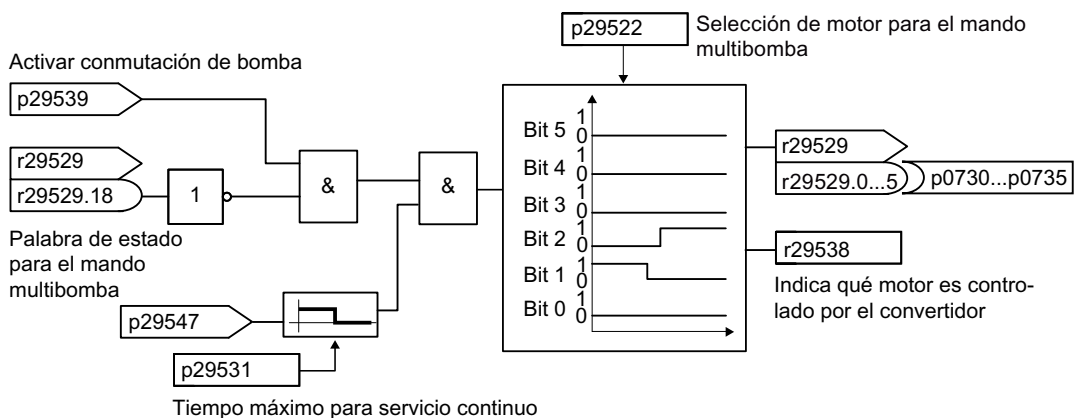 p29522
Selección de motor para el mando
multibomba
Activar conmutación de bomba
p29539
r29529
r29529.18
1
&
&
Palabra de estado
para el mando
multibomba
p29547
p29531
Tiempo máximo para servicio continuo
Bit 5 1 0
Bit 4 1 0
Bit 3 1 0
Bit 2 1 0
Bit 1 1 0
Bit 0 1 0
r29529
r29529.0...5
p0730...p0735
r29538
Indica qué motor es contro-
lado por el convertidor